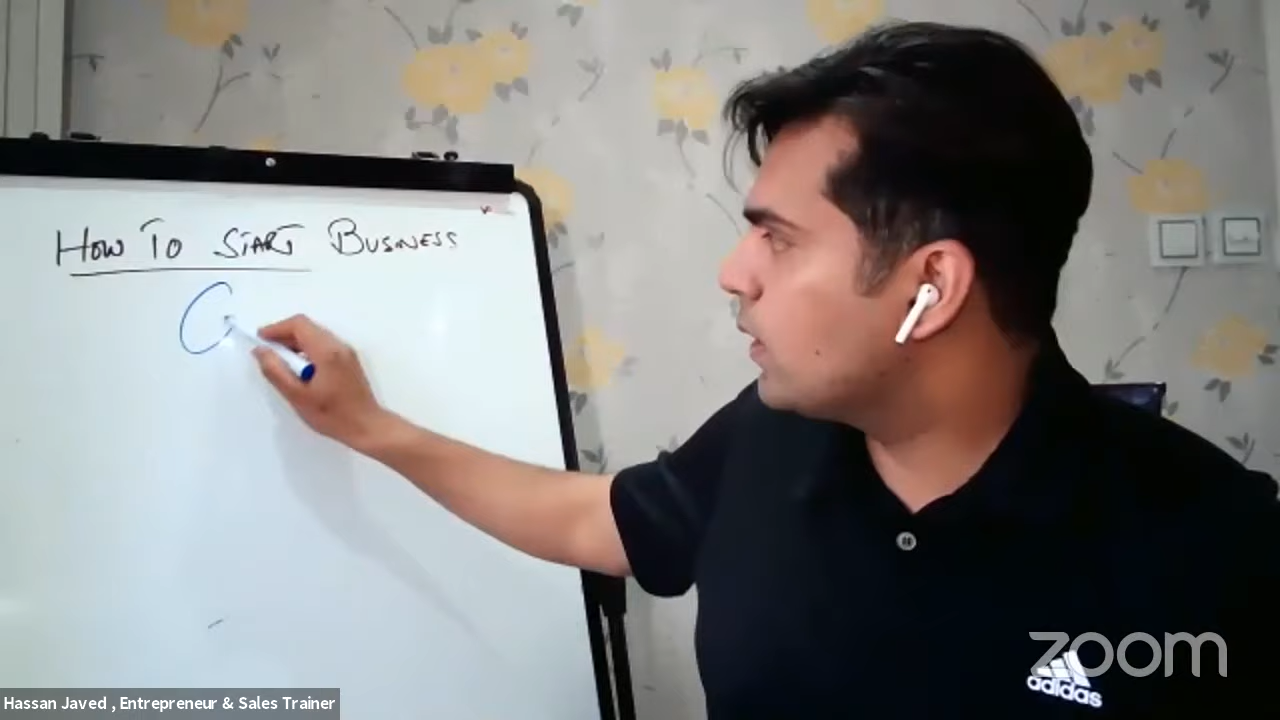 HOW TO START BUSINESS
C
zoom
adidas
Hassan Javed , Entrepreneur & Sales Trainer